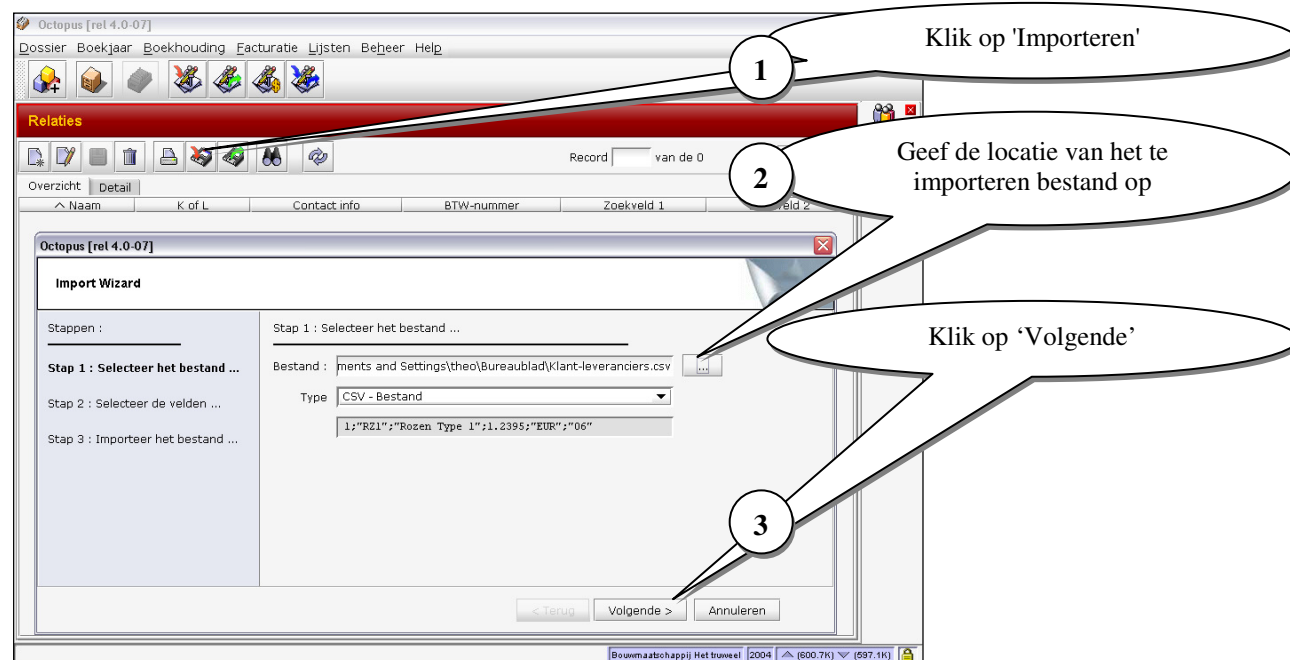 Octopus [rel 4.0-07]
Dossier Boekjaar Boekhouding Facturatie Lijsten Beheer Help
Klik op 'Importeren'
1
Relaties
Record van de 0
Geef de locatie van het te
importeren bestand op
2
Overzicht Detail
Naam K of L Contact info BTW-nummer Zoekveld 1 eld 2
Octopus [rel 4.0-07]
Import Wizard
Klik op ‘Volgende’
Stappen :
Stap 1 : Selecteer het bestand ...
Stap 1 : Selecteer het bestand ...
Bestand : ments and Settings\theo\Bureaublad\Klant-leveranciers.csv ...
Stap 2 : Selecteer de velden ...
Type CSV - Bestand
1;"RZ1";"Rozen Type 1";1.2395;"EUR";"06"
Stap 3 : Importeer het bestand ...
3
< Terug Volgende > Annuleren
Bouwmaatschappij Het truweel 2004 (600.7K) (597.1K)